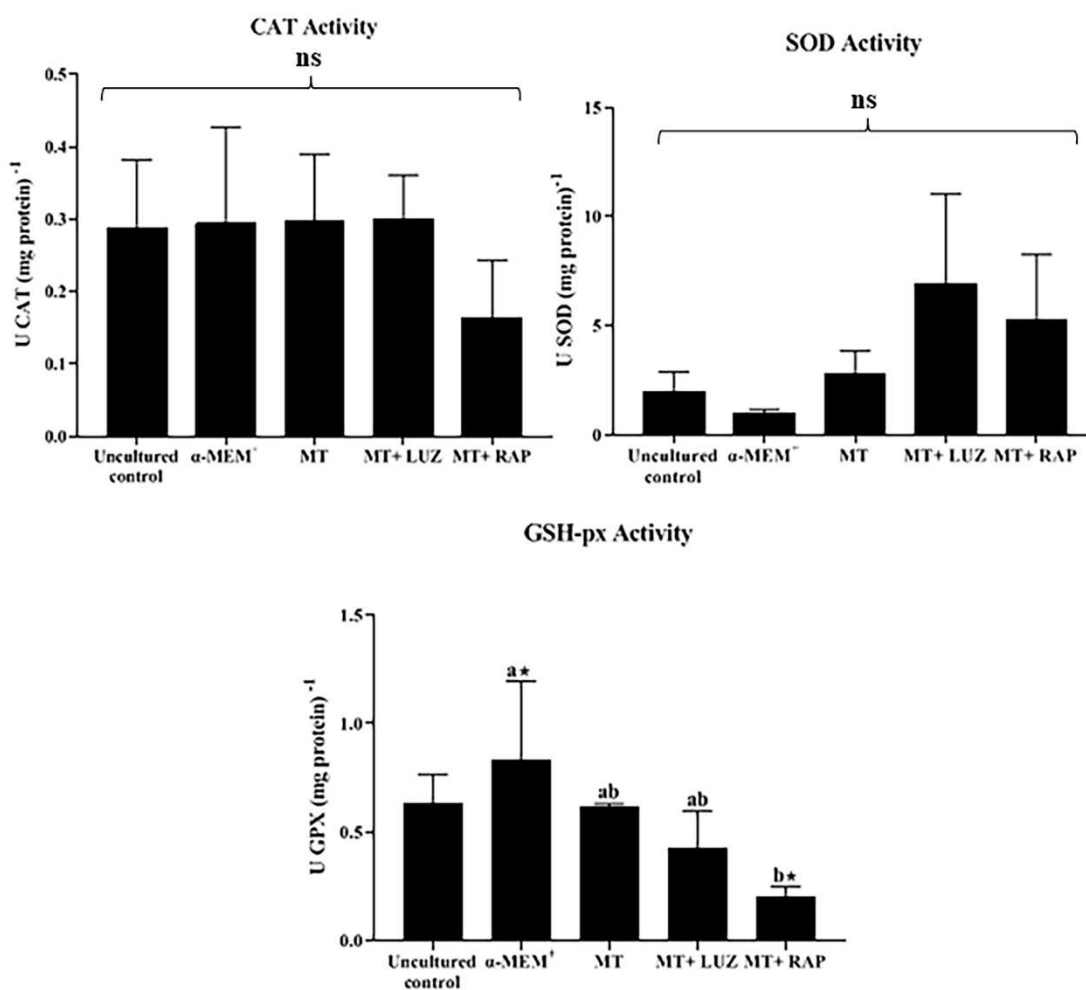 CAT Activity
ns
U CAT (mg protein)⁻¹
0.5
0.4
0.3
0.2
0.1
0.0
Uncultured control
α-MEM⁺
MT
MT+ LUZ
MT+ RAP
SOD Activity
ns
U SOD (mg protein)⁻¹
15
10
5
0
Uncultured control
α-MEM⁺
MT
MT+ LUZ
MT+ RAP
GSH-px Activity
U GPX (mg protein)⁻¹
1.5
1.0
0.5
0.0
a★
ab
ab
b★
Uncultured control
α-MEM⁺
MT
MT+ LUZ
MT+ RAP